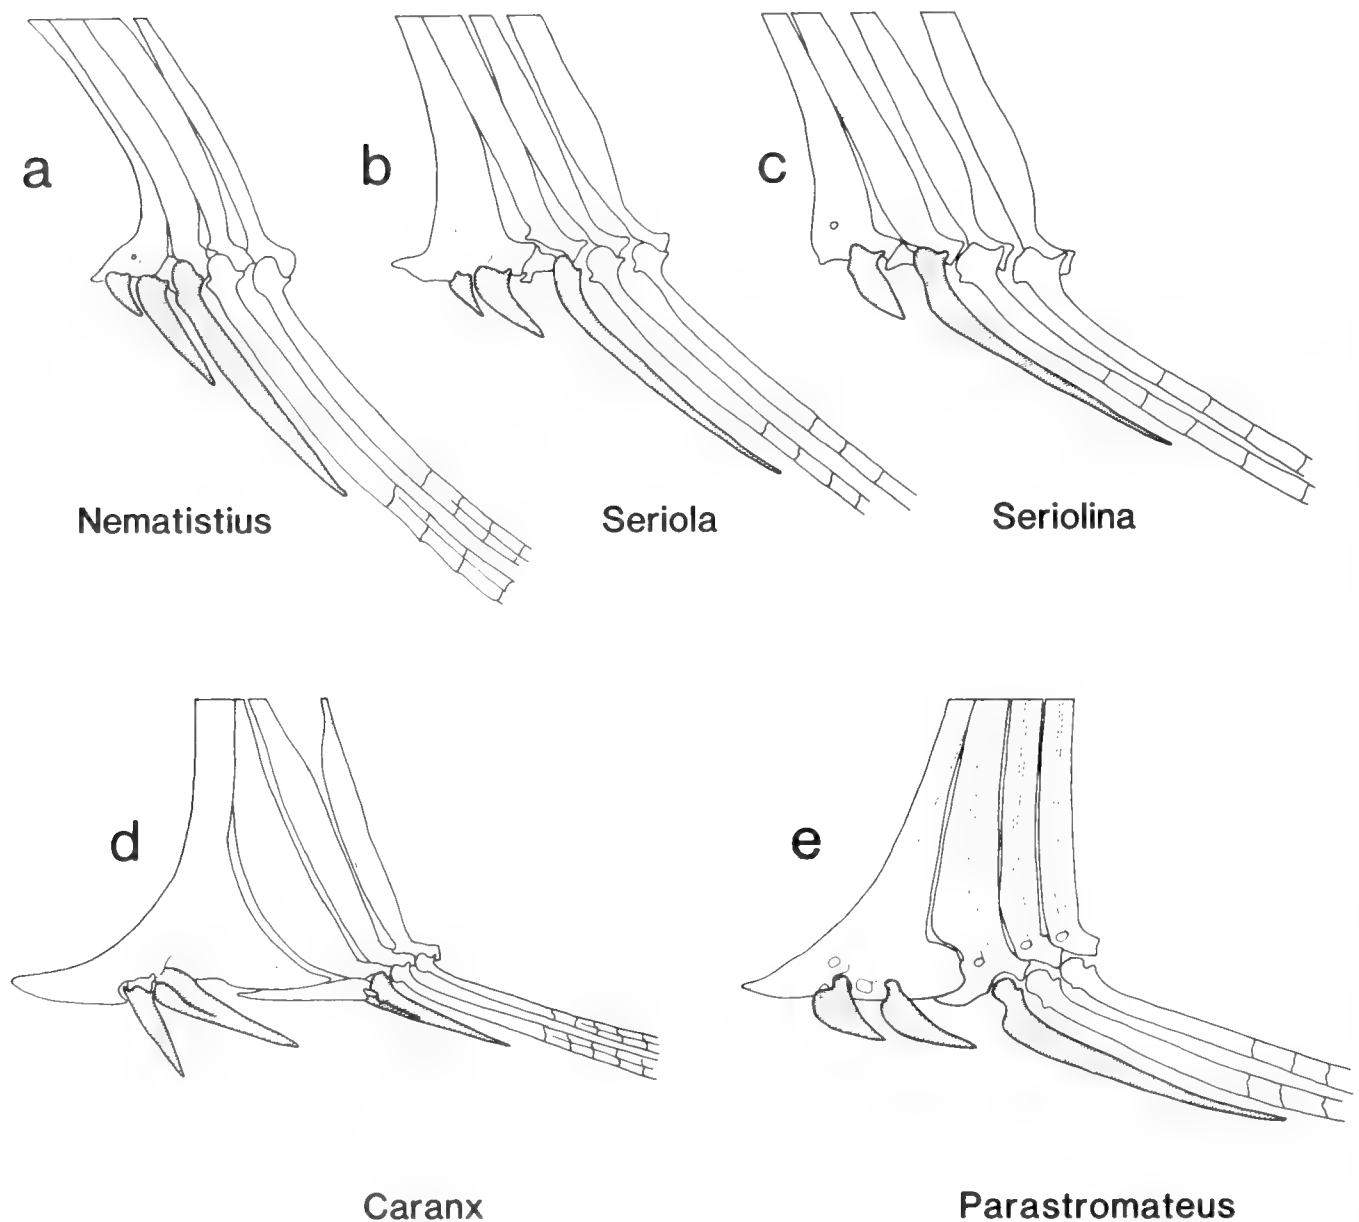 a
b
c
Nematistius
Seriola
Seriolina
d
e
Caranx
Parastromateus